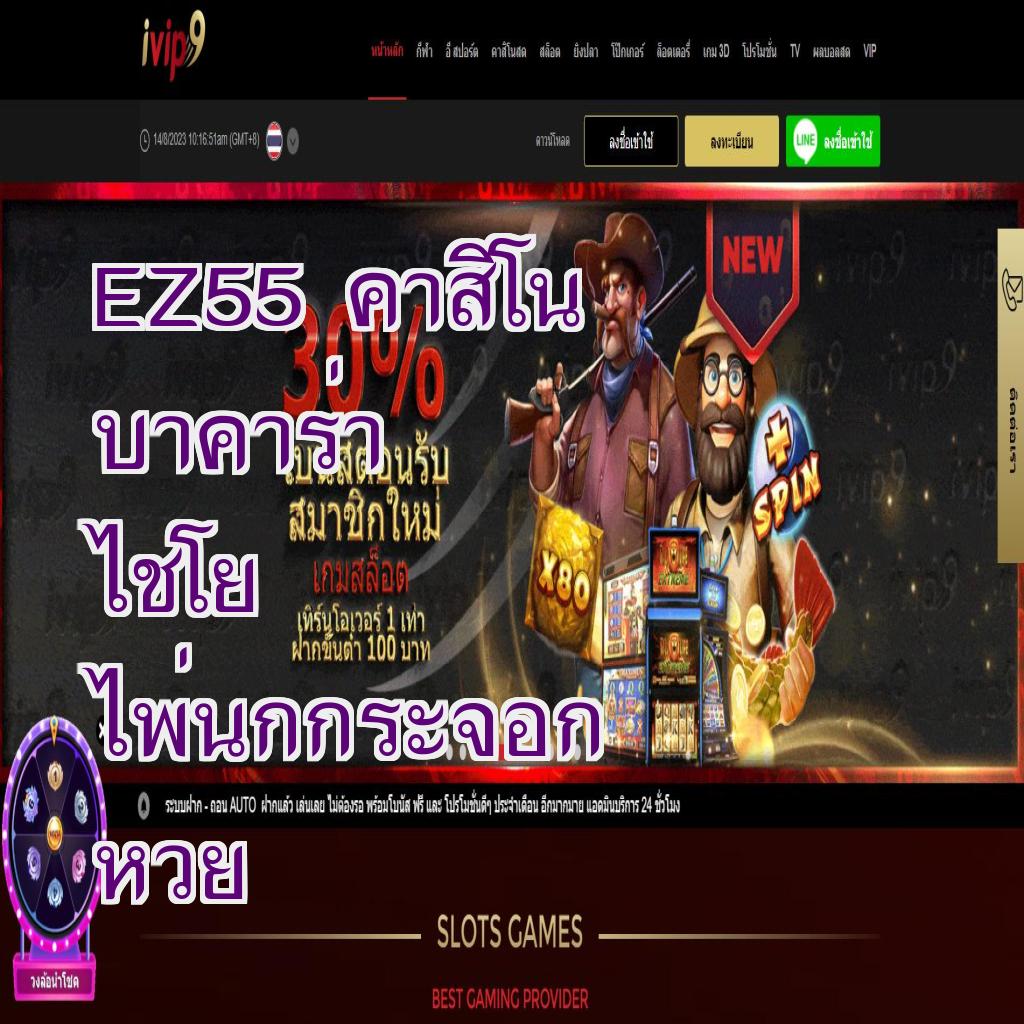 ivip9
หน้าหลัก กีฬา อีสปอร์ต คาสิโนสด สล็อต ยิงปลา โป๊กเกอร์ ล็อตเตอรี่ เกม 3D โปรโมชั่น TV ผลบอลสด VIP
14/8/2023 10:16:51am (GMT+8)
ดาวน์โหลด ลงชื่อเข้าใช้ ลงทะเบียน LINE ลงชื่อเข้าใช้
NEW
EZ55 คาสิโน
30%
บาคาร่า
โบนัสต้อนรับ
สมาชิกใหม่
ไชโย
เกมสล็อต
เทิร์นโอเวอร์ 1 เท่า
ฝากขั้นต่ำ 100 บาท
+ SPIN
X80
EXTREME
ติดต่อเรา
ไพ่นกกระจอก
ระบบฝาก - ถอน AUTO ฝากแล้ว เล่นเลย ไม่ต้องรอ พร้อมโบนัส ฟรี และ โปรโมชั่นดีๆ ประจำเดือน อีกมากมาย แอดมินบริการ 24 ชั่วโมง
หวย
SLOTS GAMES
วงล้อนำโชค
BEST GAMING PROVIDER